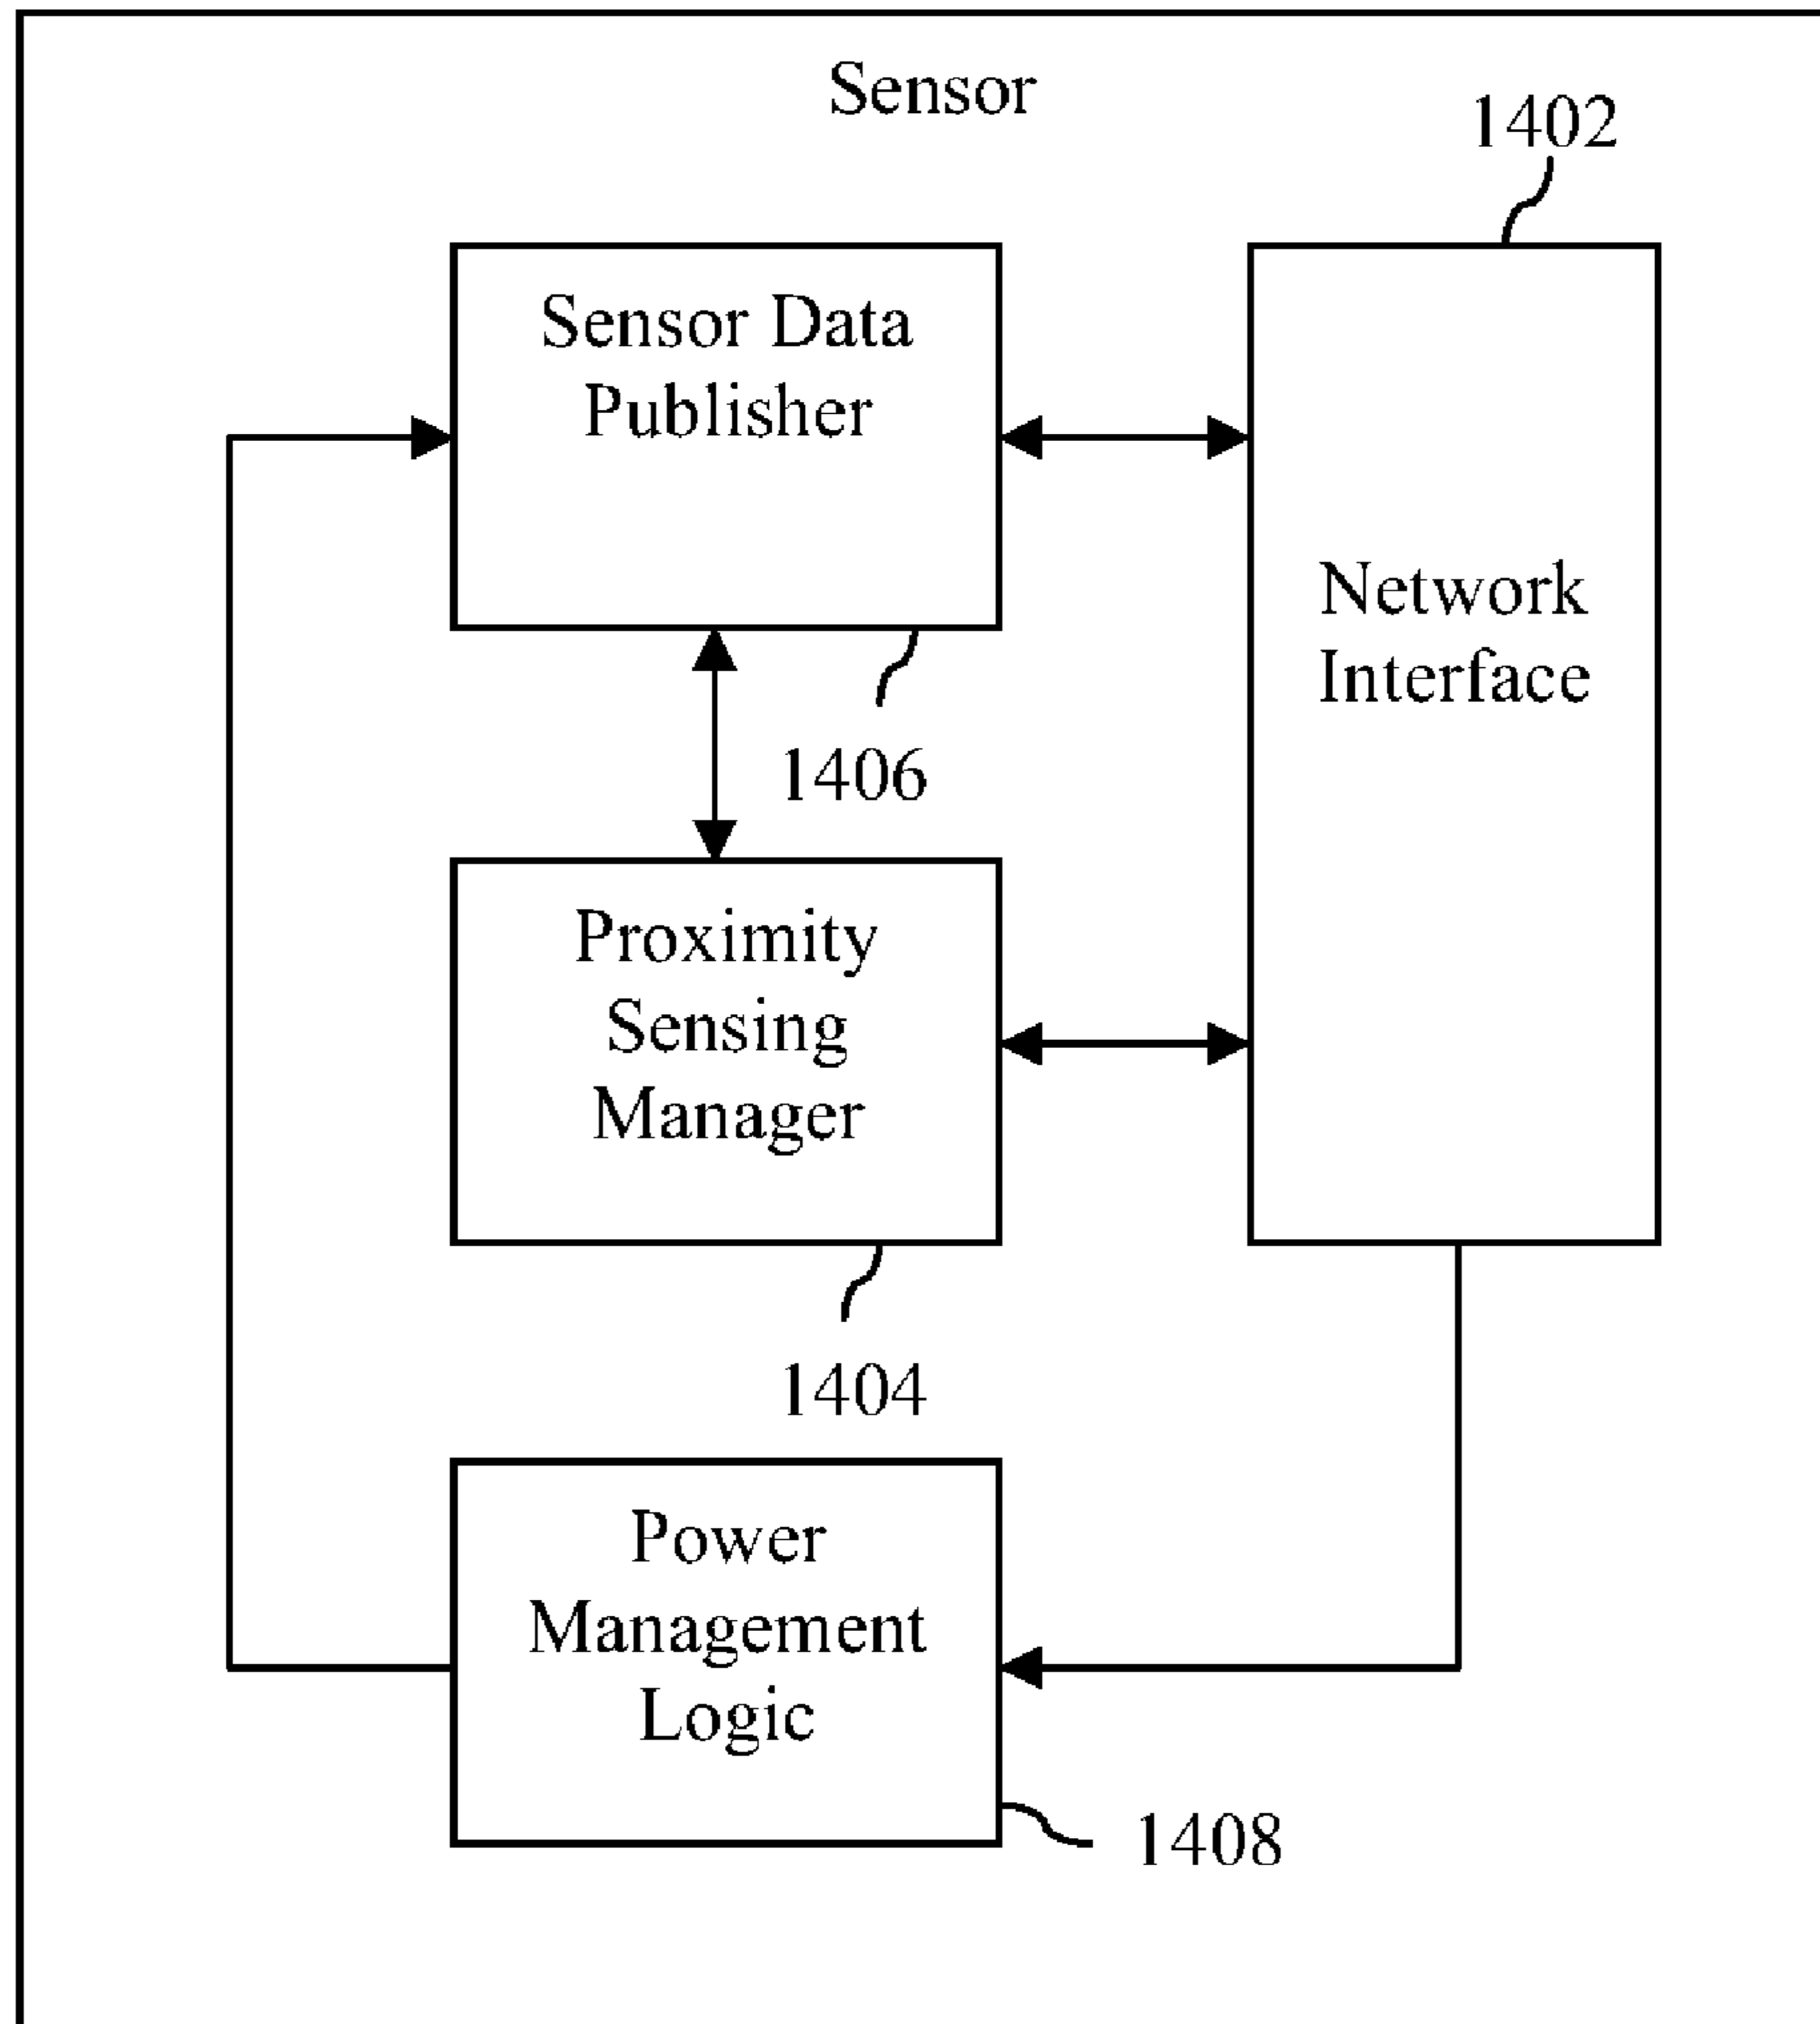 Sensor
1402
Sensor Data
Publisher
Network
Interface
1406
Proximity
Sensing
Manager
1404
Power
Management
Logic
1408